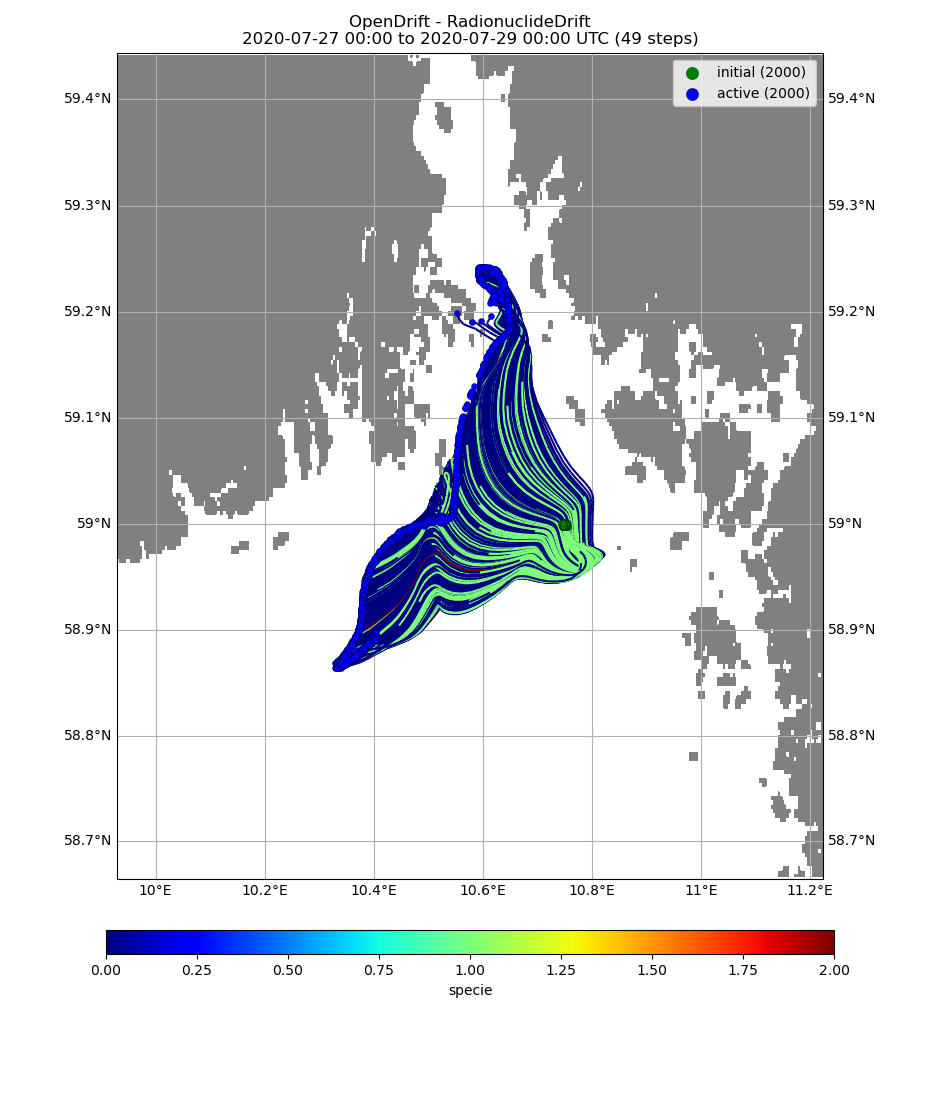 OpenDrift - RadionuclideDrift
2020-07-27 00:00 to 2020-07-29 00:00 UTC (49 steps)
initial (2000)
active (2000)
59.4°N 59.4°N
59.3°N 59.3°N
59.2°N 59.2°N
59.1°N 59.1°N
59°N 59°N
58.9°N 58.9°N
58.8°N 58.8°N
58.7°N 58.7°N
10°E 10.2°E 10.4°E 10.6°E 10.8°E 11°E 11.2°E
0.00 0.25 0.50 0.75 1.00 1.25 1.50 1.75 2.00
specie